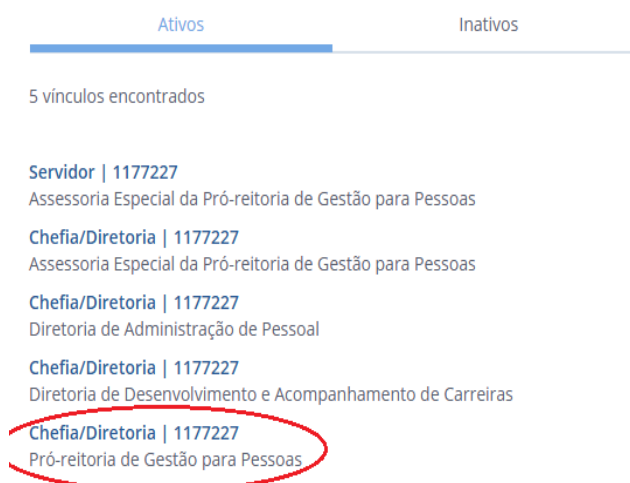 Ativos Inativos
5 vínculos encontrados
Servidor | 1177227
Assessoria Especial da Pró-reitoria de Gestão para Pessoas
Chefia/Diretoria | 1177227
Assessoria Especial da Pró-reitoria de Gestão para Pessoas
Chefia/Diretoria | 1177227
Diretoria de Administração de Pessoal
Chefia/Diretoria | 1177227
Diretoria de Desenvolvimento e Acompanhamento de Carreiras
Chefia/Diretoria | 1177227
Pró-reitoria de Gestão para Pessoas